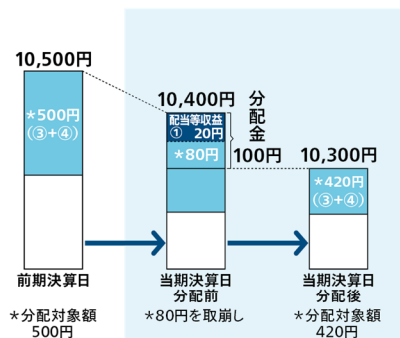 10,500円
*500円
(③+④)
前期決算日
*分配対象額
500円
10,400円
配当等収益
① 20円
*80円
分配金
100円
当期決算日
分配前
*80円を取崩し
10,300円
*420円
(③+④)
当期決算日
分配後
*分配対象額
420円